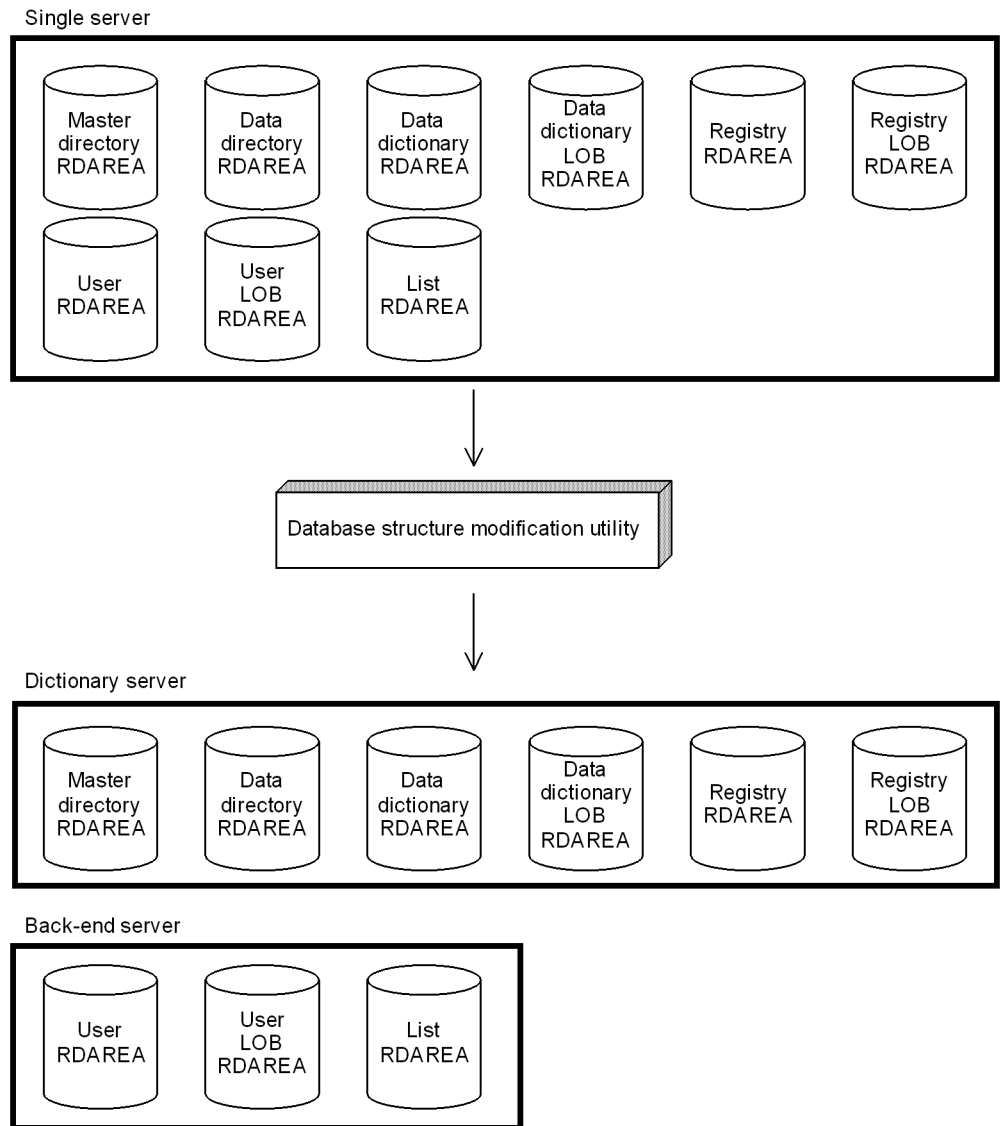 Single server
Master
directory
RDAREA
Data
directory
RDAREA
Data
dictionary
RDAREA
Data
dictionary
LOB
RDAREA
Registry
RDAREA
Registry
LOB
RDAREA
User
RDAREA
User
LOB
RDAREA
List
RDAREA
Database structure modification utility
Dictionary server
Master
directory
RDAREA
Data
directory
RDAREA
Data
dictionary
RDAREA
Data
dictionary
LOB
RDAREA
Registry
RDAREA
Registry
LOB
RDAREA
Back-end server
User
RDAREA
User
LOB
RDAREA
List
RDAREA